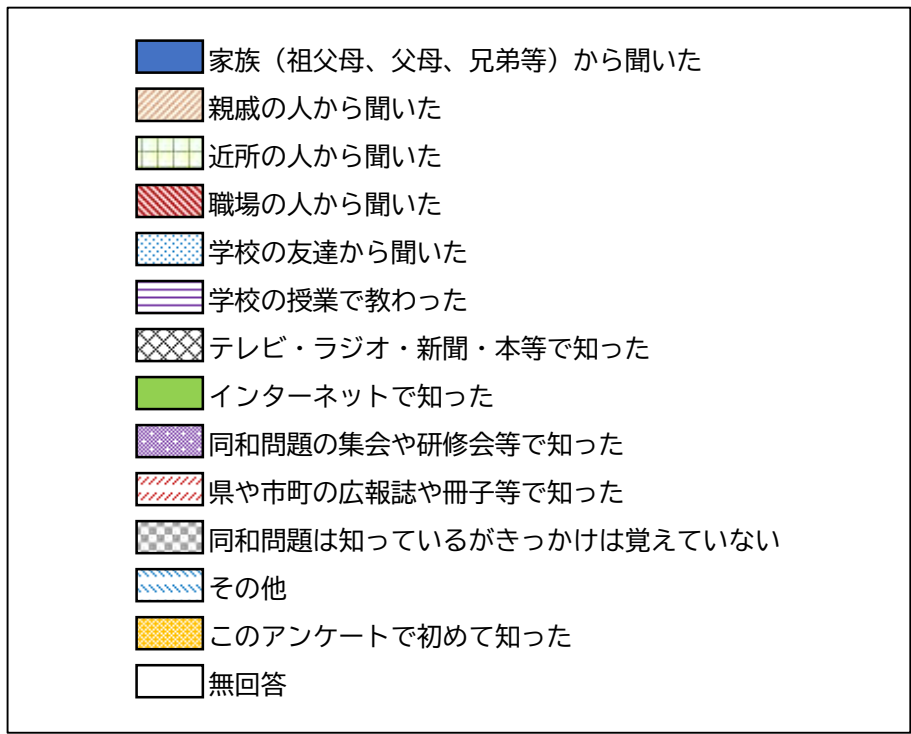 家族（祖父母、父母、兄弟等）から聞いた
親戚の人から聞いた
近所の人から聞いた
職場の人から聞いた
学校の友達から聞いた
学校の授業で教わった
テレビ・ラジオ・新聞・本等で知った
インターネットで知った
同和問題の集会や研修会等で知った
県や市町の広報誌や冊子等で知った
同和問題は知っているがきっかけは覚えていない
その他
このアンケートで初めて知った
無回答